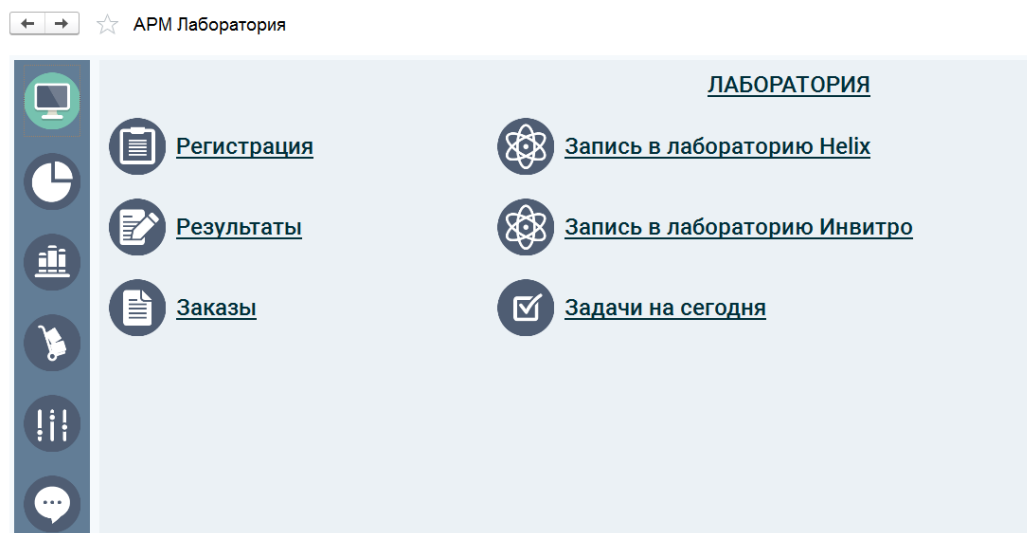 АРМ Лаборатория
ЛАБОРАТОРИЯ
Регистрация
Запись в лабораторию Helix
Результаты
Запись в лабораторию Инвитро
Заказы
Задачи на сегодня